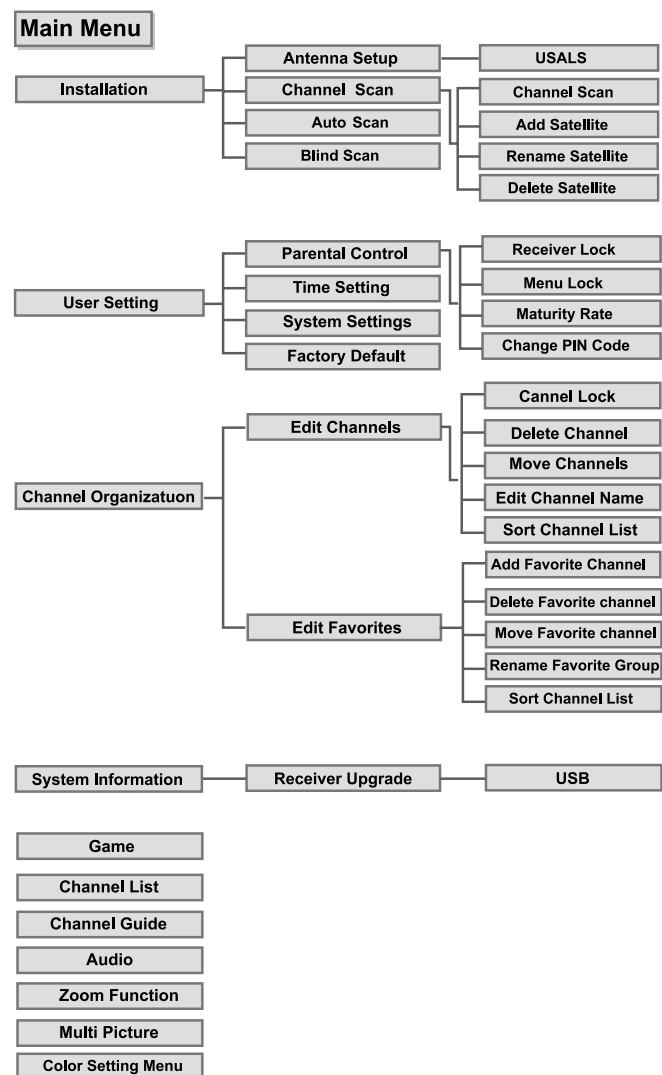 Main Menu
Installation
Antenna Setup
USALS
Channel Scan
Channel Scan
Add Satellite
Rename Satellite
Delete Satellite
Auto Scan
Blind Scan
User Setting
Parental Control
Receiver Lock
Menu Lock
Maturity Rate
Change PIN Code
Time Setting
System Settings
Factory Default
Channel Organizatuon
Edit Channels
Cannel Lock
Delete Channel
Move Channels
Edit Channel Name
Sort Channel List
Edit Favorites
Add Favorite Channel
Delete Favorite channel
Move Favorite channel
Rename Favorite Group
Sort Channel List
System Information
Receiver Upgrade
USB
Game
Channel List
Channel Guide
Audio
Zoom Function
Multi Picture
Color Setting Menu